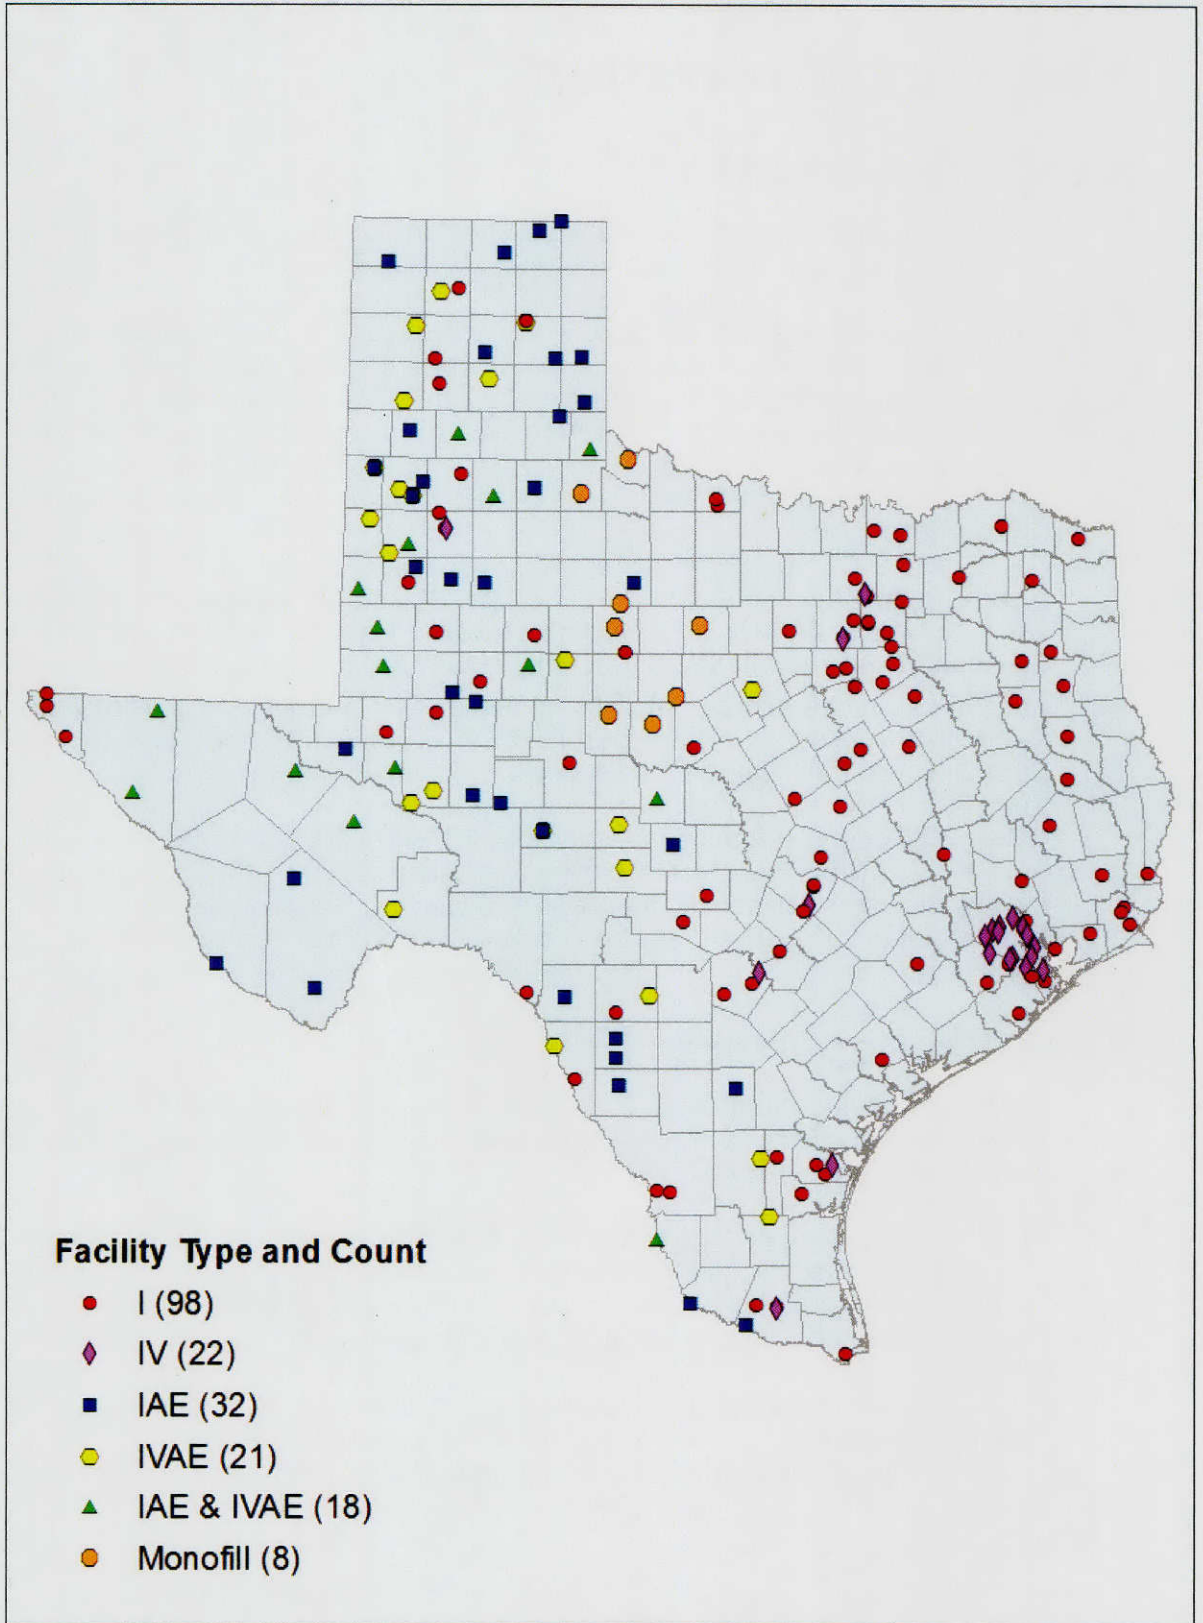 Facility Type and Count
I (98)
IV (22)
IAE (32)
IVAE (21)
IAE & IVAE (18)
Monofill (8)